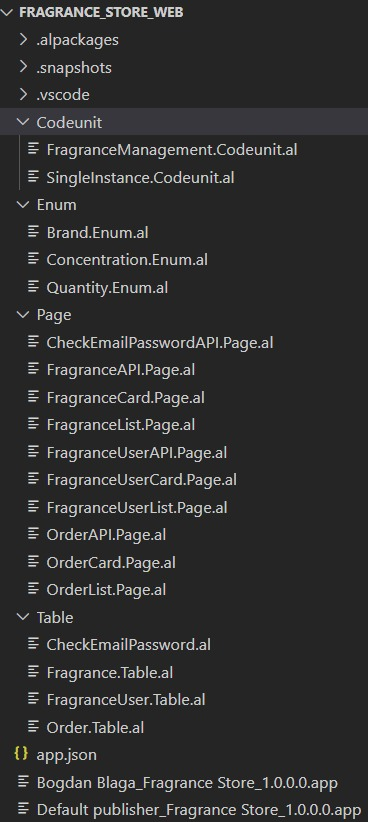 FRAGRANCE_STORE_WEB
.alpackages
.snapshots
.vscode
Codeunit
FragranceManagement.Codeunit.al
SingleInstance.Codeunit.al
Enum
Brand.Enum.al
Concentration.Enum.al
Quantity.Enum.al
Page
CheckEmailPasswordAPI.Page.al
FragranceAPI.Page.al
FragranceCard.Page.al
FragranceList.Page.al
FragranceUserAPI.Page.al
FragranceUserCard.Page.al
FragranceUserList.Page.al
OrderAPI.Page.al
OrderCard.Page.al
OrderList.Page.al
Table
CheckEmailPassword.al
Fragrance.Table.al
FragranceUser.Table.al
Order.Table.al
{} app.json
Bogdan Blaga_Fragrance Store_1.0.0.0.app
Default publisher_Fragrance Store_1.0.0.0.app